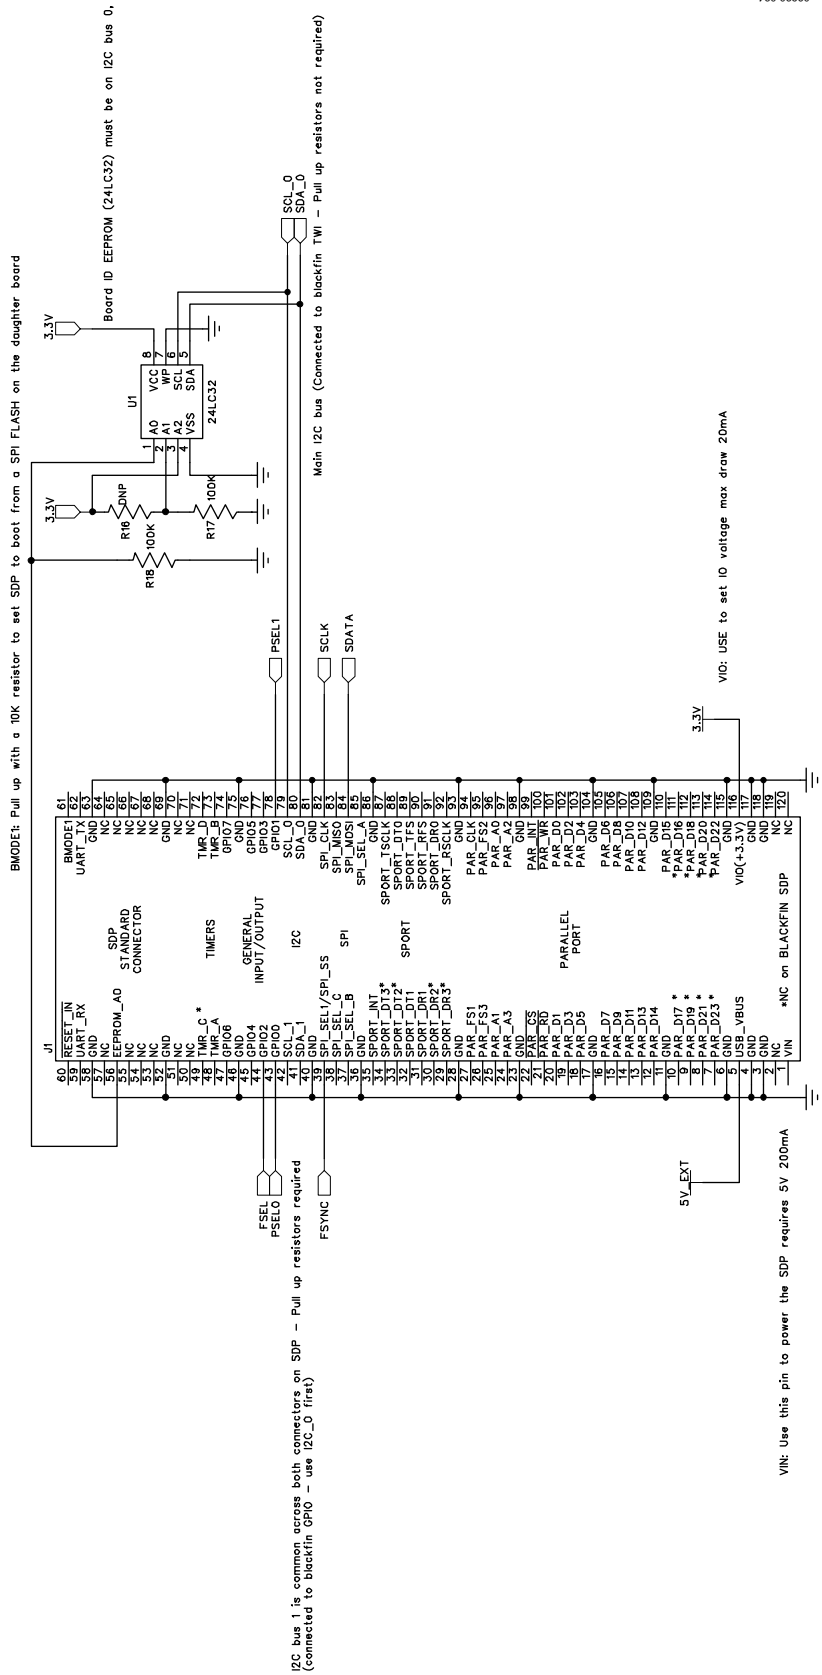 BMODE1: Pull up with a 10K resistor to set SDP to boot from a SPI FLASH on the daughter board
J1
60 RESET_IN BMODE1 61
59 UART_RX UART_TX 62
58 GND GND 63
57 NC NC 64
56 EEPROM_A0 NC 65
55 NC NC 66
54 NC NC 67
53 NC NC 68
52 GND GND 69
51 NC NC 70
50 NC NC 71
49 TMR_C * TMR_D 72
48 TMR_A TMR_B 73
47 GPIO6 GPIO7 74
46 GND GND 75
45 GPIO4 GPIO5 76
44 GPIO2 GPIO3 77
43 GPIO0 GPIO1 78
42 SCL_1 SCL_0 79
41 SDA_1 SDA_0 80
40 GND GND 81
39 SPI_SEL1/SPI_SS SPI_CLK 82
38 SPI_SEL_C SPI_MISO 83
37 SPI_SEL_B SPI_MOSI 84
36 GND SPI_SEL_A 85
35 SPORT_INT GND 86
34 SPORT_DT3* SPORT_TSCLK 87
33 SPORT_DT2* SPORT_DT0 88
32 SPORT_DT1 SPORT_TFS 89
31 SPORT_DR1 SPORT_RFS 90
30 SPORT_DR2* SPORT_DR0 91
29 SPORT_DR3* SPORT_RSCLK 92
28 GND GND 93
27 PAR_FS1 PAR_CLK 94
26 PAR_FS3 PAR_FS2 95
25 PAR_A1 PAR_A0 96
24 PAR_A3 PAR_A2 97
23 GND GND 98
22 PAR_CS PAR_INT 99
21 PAR_RD PAR_WR 100
20 PAR_D1 PAR_D0 101
19 PAR_D3 PAR_D2 102
18 PAR_D5 PAR_D4 103
17 GND GND 104
16 PAR_D7 PAR_D6 105
15 PAR_D9 PAR_D8 106
14 PAR_D11 PAR_D10 107
13 PAR_D13 PAR_D12 108
12 PAR_D14 GND 109
11 GND PAR_D15 110
10 PAR_D17 * *PAR_D16 111
9 PAR_D19 * *PAR_D18 112
8 PAR_D21 * *PAR_D20 113
7 PAR_D23 * *PAR_D22 114
6 GND GND 115
5 USB_VBUS VIO(+3.3V) 116
4 GND GND 117
3 GND GND 118
2 NC NC 119
1 VIN NC 120
SDP
STANDARD
CONNECTOR
TIMERS
GENERAL
INPUT/OUTPUT
I2C
SPI
SPORT
PARALLEL
PORT
*NC on BLACKFIN SDP
FSEL
PSEL0
FSYNC
PSEL1
SCLK
SDATA
I2C bus 1 is common across both connectors on SDP - Pull up resistors required
(connected to blackfin GPIO - use I2C_0 first)
5V_EXT
VIN: Use this pin to power the SDP requires 5V 200mA
3.3V
VIO: USE to set IO voltage max draw 20mA
3.3V
R18 100K
R16 DNP
R17 100K
U1
1 A0 VCC 8
2 A1 WP 7
3 A2 SCL 6
4 VSS SDA 5
24LC32
3.3V
Board ID EEPROM (24LC32) must be on I2C bus 0,
SCL_0
SDA_0
Main I2C bus (Connected to blackfin TWI - Pull up resistors not required)